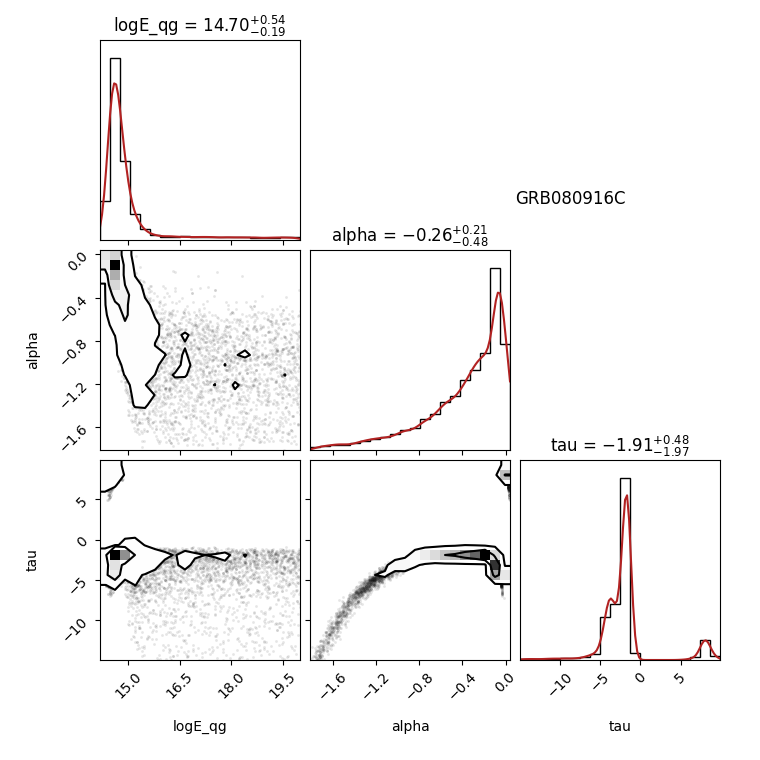 logE_qg = 14.70+0.54 −0.19
GRB080916C
alpha = −0.26+0.21 −0.48
0.0
−0.4
−0.8
−1.2
−1.6
alpha
tau = −1.91+0.48 −1.97
5
0
−5
−10
tau
15.0 16.5 18.0 19.5 −1.6 −1.2 −0.8 −0.4 0.0 −10 −5 0 5
logE_qg alpha tau